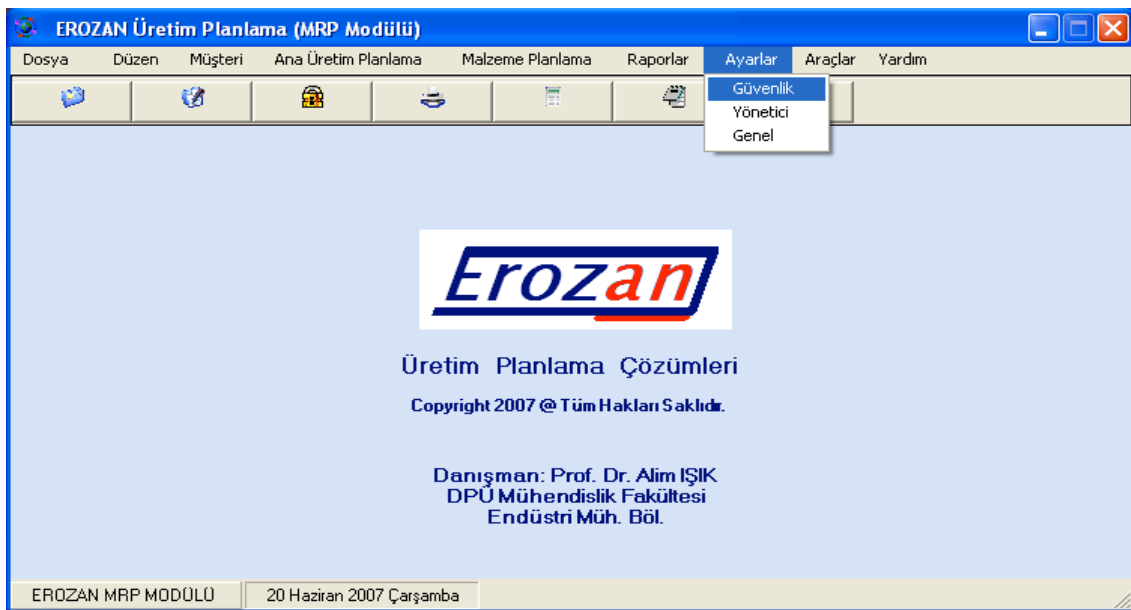 EROZAN Üretim Planlama (MRP Modülü)
Dosya Düzen Müşteri Ana Üretim Planlama Malzeme Planlama Raporlar Ayarlar Araçlar Yardım
Güvenlik
Yönetici
Genel
Erozan
Üretim Planlama Çözümleri
Copyright 2007 @ Tüm Hakları Saklıdır.
Danışman: Prof. Dr. Alim IŞIK
DPÜ Mühendislik Fakültesi
Endüstri Müh. Böl.
EROZAN MRP MODÜLÜ 20 Haziran 2007 Çarşamba